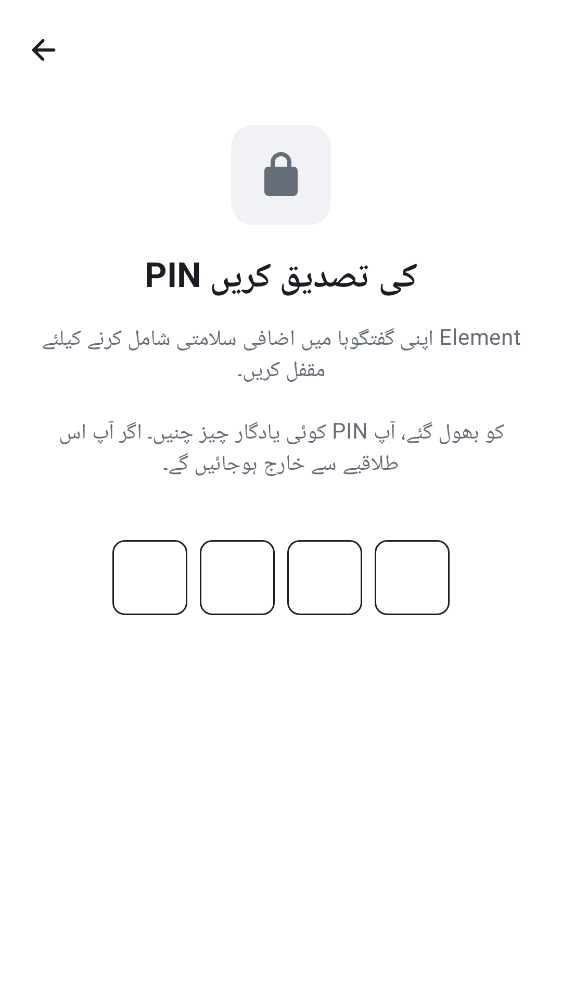 PIN کی تصدیق کریں
Element اپنی گفتگوہا میں اضافی سلامتی شامل کرنے کیلئے
مقفل کریں۔
کوئی یادگار چیز چنیں۔ اگر آپ اس PIN کو بھول گئے، آپ
طلاقیے سے خارج ہوجائیں گے۔